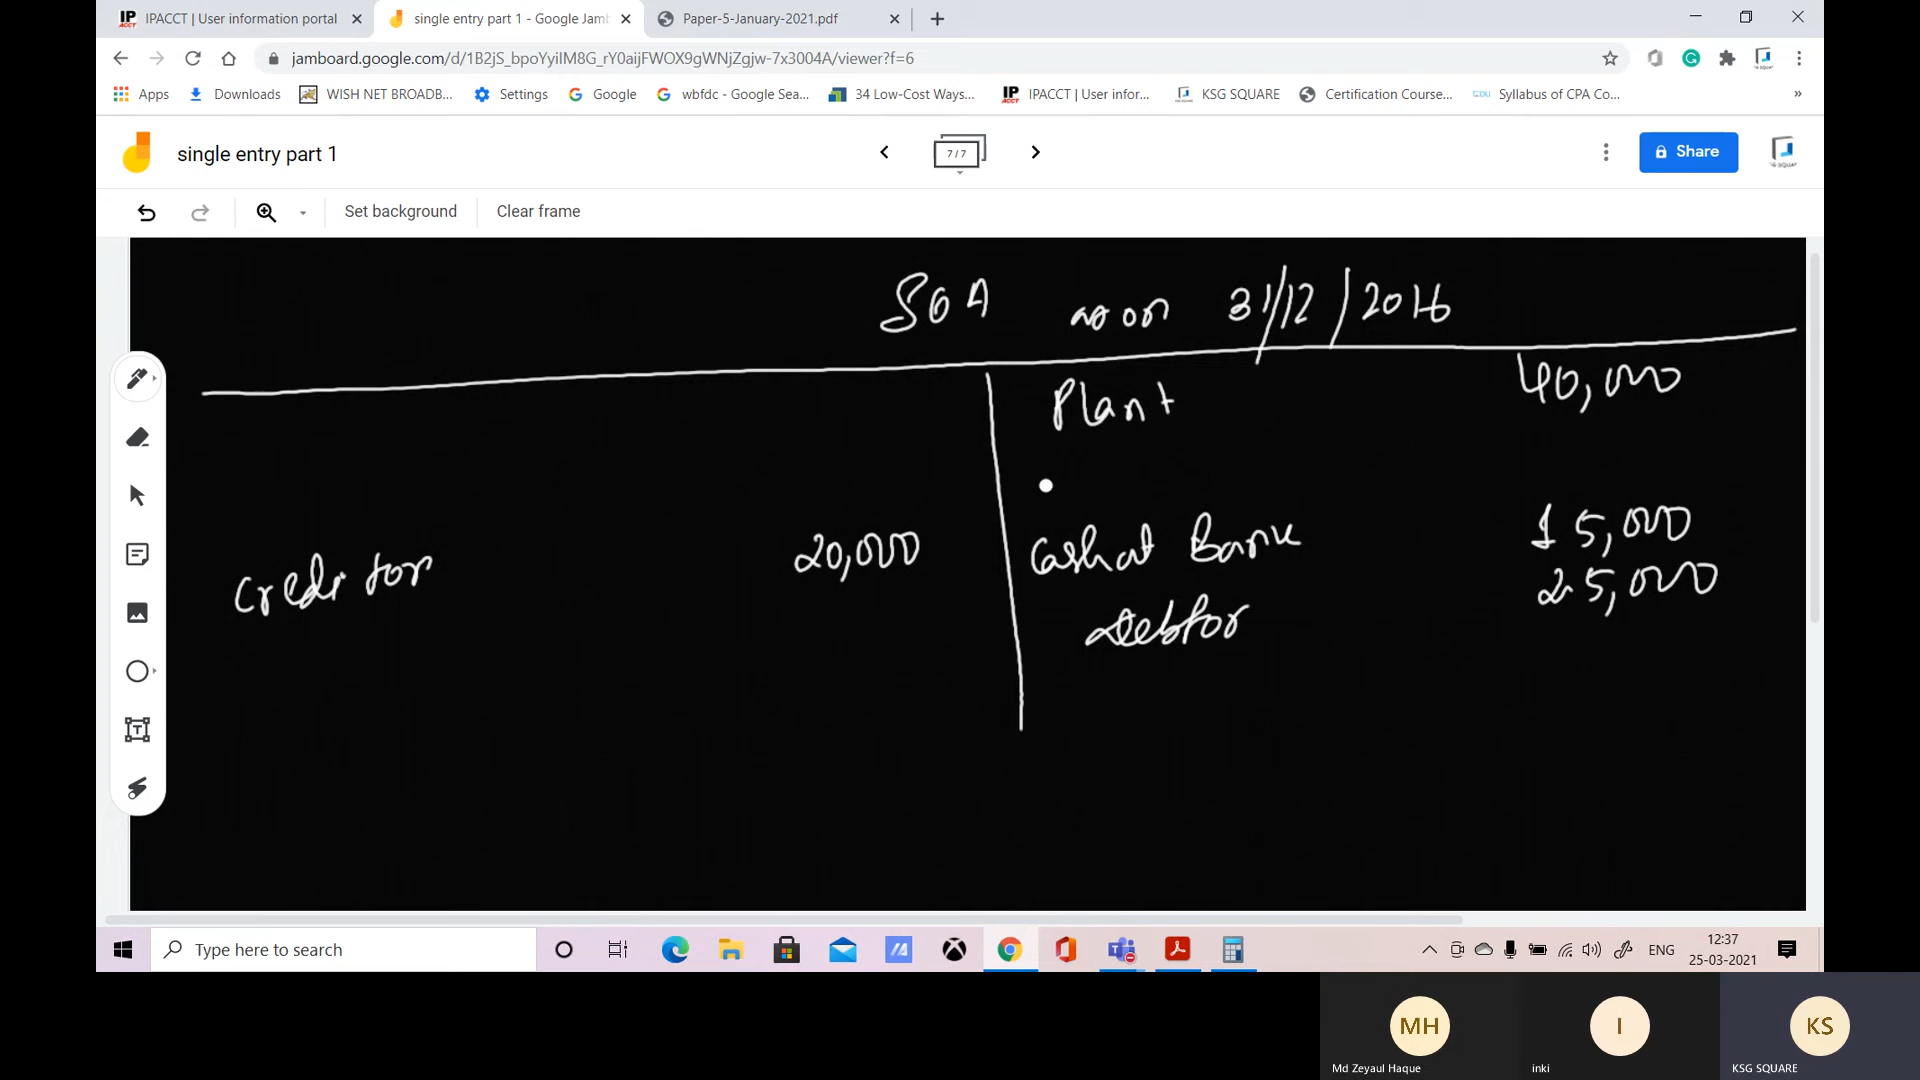 IPACCT | User information portal
single entry part 1 - Google Jamb
Paper-5-January-2021.pdf
jamboard.google.com/d/1B2jS_bpoYyilM8G_rY0aijFWOX9gWNjZgjw-7x3004A/viewer?f=6
Apps Downloads WISH NET BROADB... Settings Google wbfdc - Google Sea... 34 Low-Cost Ways... IPACCT | User infor... KSG SQUARE Certification Course... Syllabus of CPA Co... »
single entry part 1
7 / 7
Share
Set background Clear frame
SOA as on 31/12/2016
Plant 40,000
Creditor 20,000
Cash at Bank 15,000
Debtor 25,000
Type here to search
ENG
12:37
25-03-2021
MH I KS
Md Zeyaul Haque inki KSG SQUARE